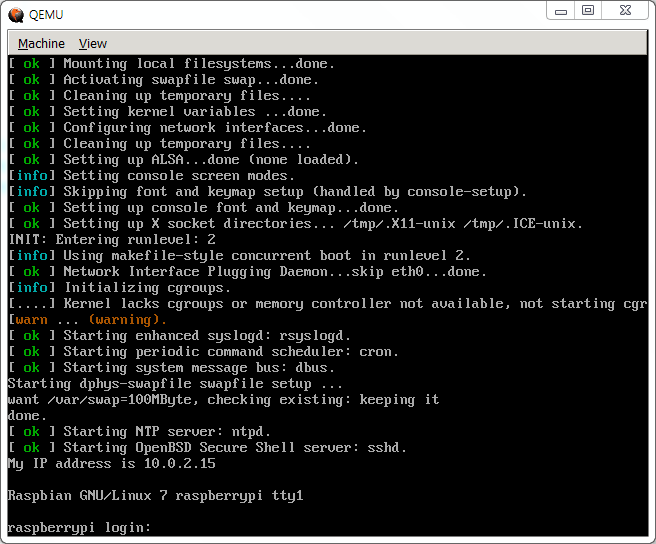 QEMU
Machine View
[ ok ] Mounting local filesystems...done.
[ ok ] Activating swapfile swap...done.
[ ok ] Cleaning up temporary files....
[ ok ] Setting kernel variables ...done.
[ ok ] Configuring network interfaces...done.
[ ok ] Cleaning up temporary files....
[ ok ] Setting up ALSA...done (none loaded).
[info] Setting console screen modes.
[info] Skipping font and keymap setup (handled by console-setup).
[ ok ] Setting up console font and keymap...done.
[ ok ] Setting up X socket directories... /tmp/.X11-unix /tmp/.ICE-unix.
INIT: Entering runlevel: 2
[info] Using makefile-style concurrent boot in runlevel 2.
[ ok ] Network Interface Plugging Daemon...skip eth0...done.
[info] Initializing cgroups.
[....] Kernel lacks cgroups or memory controller not available, not starting cgr
[warn ... (warning).
[ ok ] Starting enhanced syslogd: rsyslogd.
[ ok ] Starting periodic command scheduler: cron.
[ ok ] Starting system message bus: dbus.
Starting dphys-swapfile swapfile setup ...
want /var/swap=100MByte, checking existing: keeping it
done.
[ ok ] Starting NTP server: ntpd.
[ ok ] Starting OpenBSD Secure Shell server: sshd.
My IP address is 10.0.2.15
Raspbian GNU/Linux 7 raspberrypi tty1
raspberrypi login: